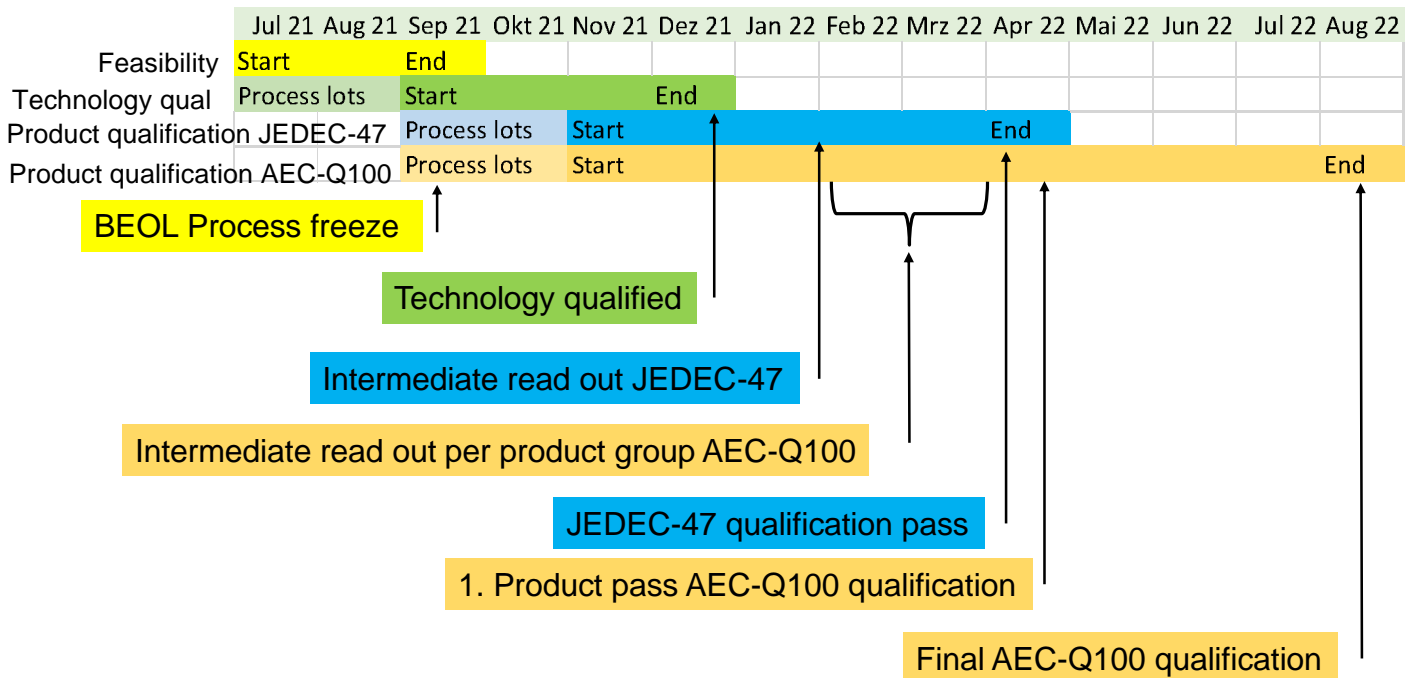 Jul 21 Aug 21 Sep 21 Okt 21 Nov 21 Dez 21 Jan 22 Feb 22 Mrz 22 Apr 22 Mai 22 Jun 22 Jul 22 Aug 22
Feasibility Start End
Technology qual Process lots Start End
Product qualification JEDEC-47 Process lots Start End
Product qualification AEC-Q100 Process lots Start End
BEOL Process freeze
Technology qualified
Intermediate read out JEDEC-47
Intermediate read out per product group AEC-Q100
JEDEC-47 qualification pass
1. Product pass AEC-Q100 qualification
Final AEC-Q100 qualification